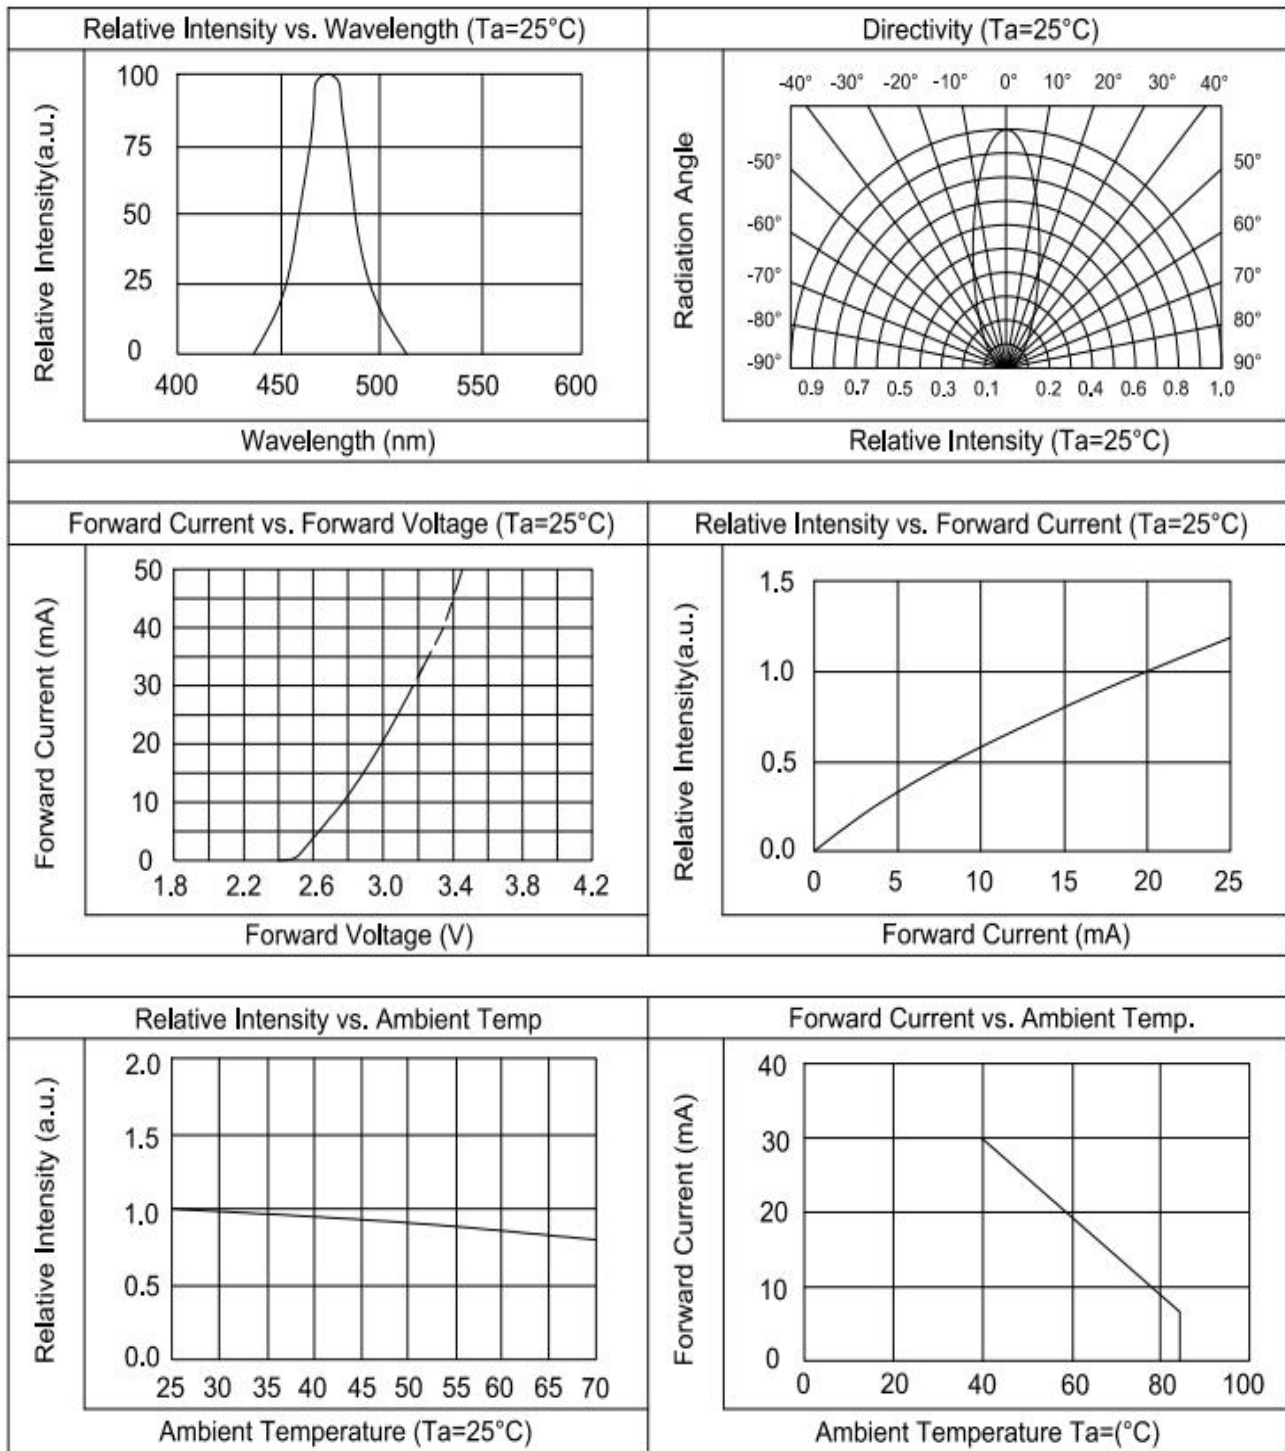 Relative Intensity vs. Wavelength (Ta=25°C)
Relative Intensity(a.u.)
100
75
50
25
0
400 450 500 550 600
Wavelength (nm)
Directivity (Ta=25°C)
Radiation Angle
-40° -30° -20° -10° 0° 10° 20° 30° 40°
-50° 50°
-60° 60°
-70° 70°
-80° 80°
-90° 90°
0.9 0.7 0.5 0.3 0.1 0.2 0.4 0.6 0.8 1.0
Relative Intensity (Ta=25°C)
Forward Current vs. Forward Voltage (Ta=25°C)
Forward Current (mA)
50
40
30
20
10
0
1.8 2.2 2.6 3.0 3.4 3.8 4.2
Forward Voltage (V)
Relative Intensity vs. Forward Current (Ta=25°C)
Relative Intensity(a.u.)
1.5
1.0
0.5
0.0
0 5 10 15 20 25
Forward Current (mA)
Relative Intensity vs. Ambient Temp
Relative Intensity (a.u.)
2.0
1.5
1.0
0.5
0.0
25 30 35 40 45 50 55 60 65 70
Ambient Temperature (Ta=25°C)
Forward Current vs. Ambient Temp.
Forward Current (mA)
40
30
20
10
0
0 20 40 60 80 100
Ambient Temperature Ta=(°C)